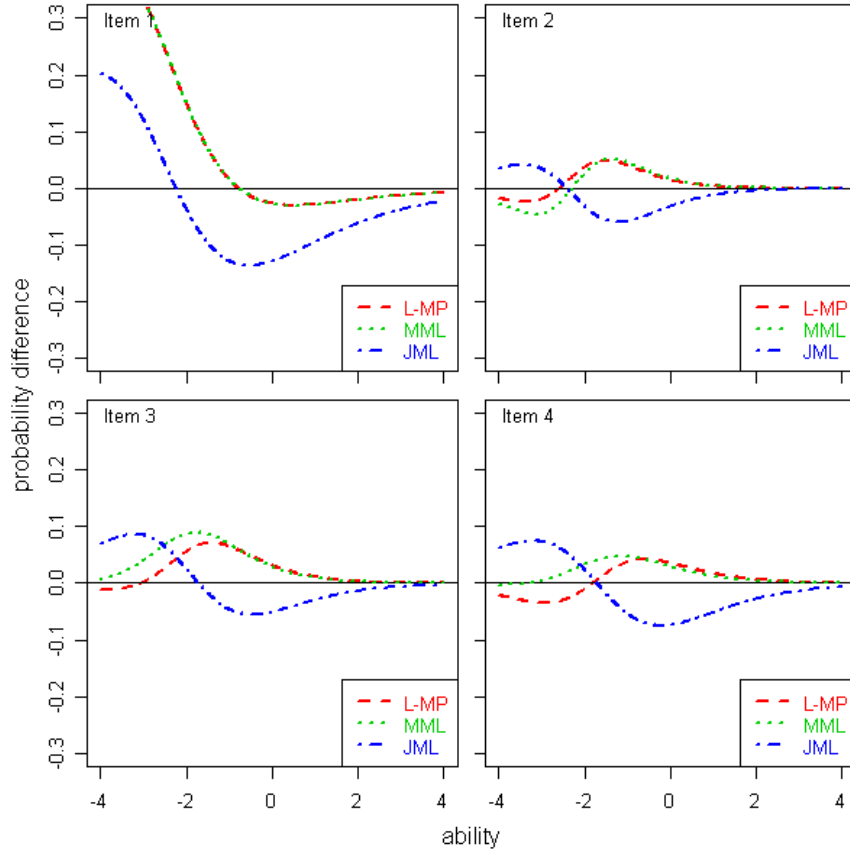 Item 1
Item 2
0.3
0.2
0.1
0.0
-0.1
-0.2
-0.3
L-MP
MML
JML
L-MP
MML
JML
probability difference
Item 3
Item 4
0.3
0.2
0.1
0.0
-0.1
-0.2
-0.3
L-MP
MML
JML
L-MP
MML
JML
-4 -2 0 2 4
-4 -2 0 2 4
ability